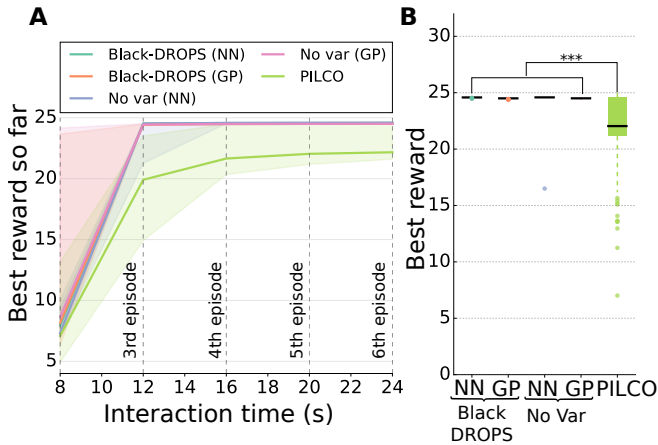 A
Black-DROPS (NN)
Black-DROPS (GP)
No var (NN)
No var (GP)
PILCO
Best reward so far
25
20
15
10
5
3rd episode
4th episode
5th episode
6th episode
8 10 12 14 16 18 20 22 24
Interaction time (s)
B
Best reward
30
25
20
15
10
5
0
***
NN GP NN GP PILCO
Black
DROPS
No Var